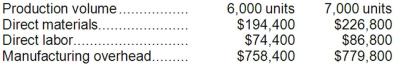 Production volume................ 6,000 units 7,000 units
Direct materials..................... $194,400 $226,800
Direct labor........................... $74,400 $86,800
Manufacturing overhead......... $758,400 $779,800